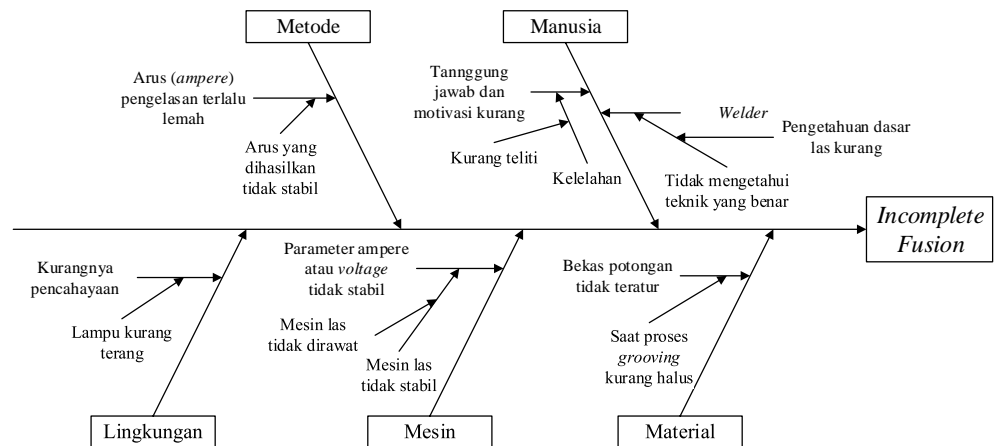 Metode
Manusia
Arus (ampere)
pengelasan terlalu
lemah
Arus yang
dihasilkan
tidak stabil
Tannggung
jawab dan
motivasi kurang
Kurang teliti
Kelelahan
Welder
Pengetahuan dasar
las kurang
Tidak mengetahui
teknik yang benar
Incomplete
Fusion
Kurangnya
pencahayaan
Lampu kurang
terang
Parameter ampere
atau voltage
tidak stabil
Mesin las
tidak dirawat
Mesin las
tidak stabil
Bekas potongan
tidak teratur
Saat proses
grooving
kurang halus
Lingkungan
Mesin
Material